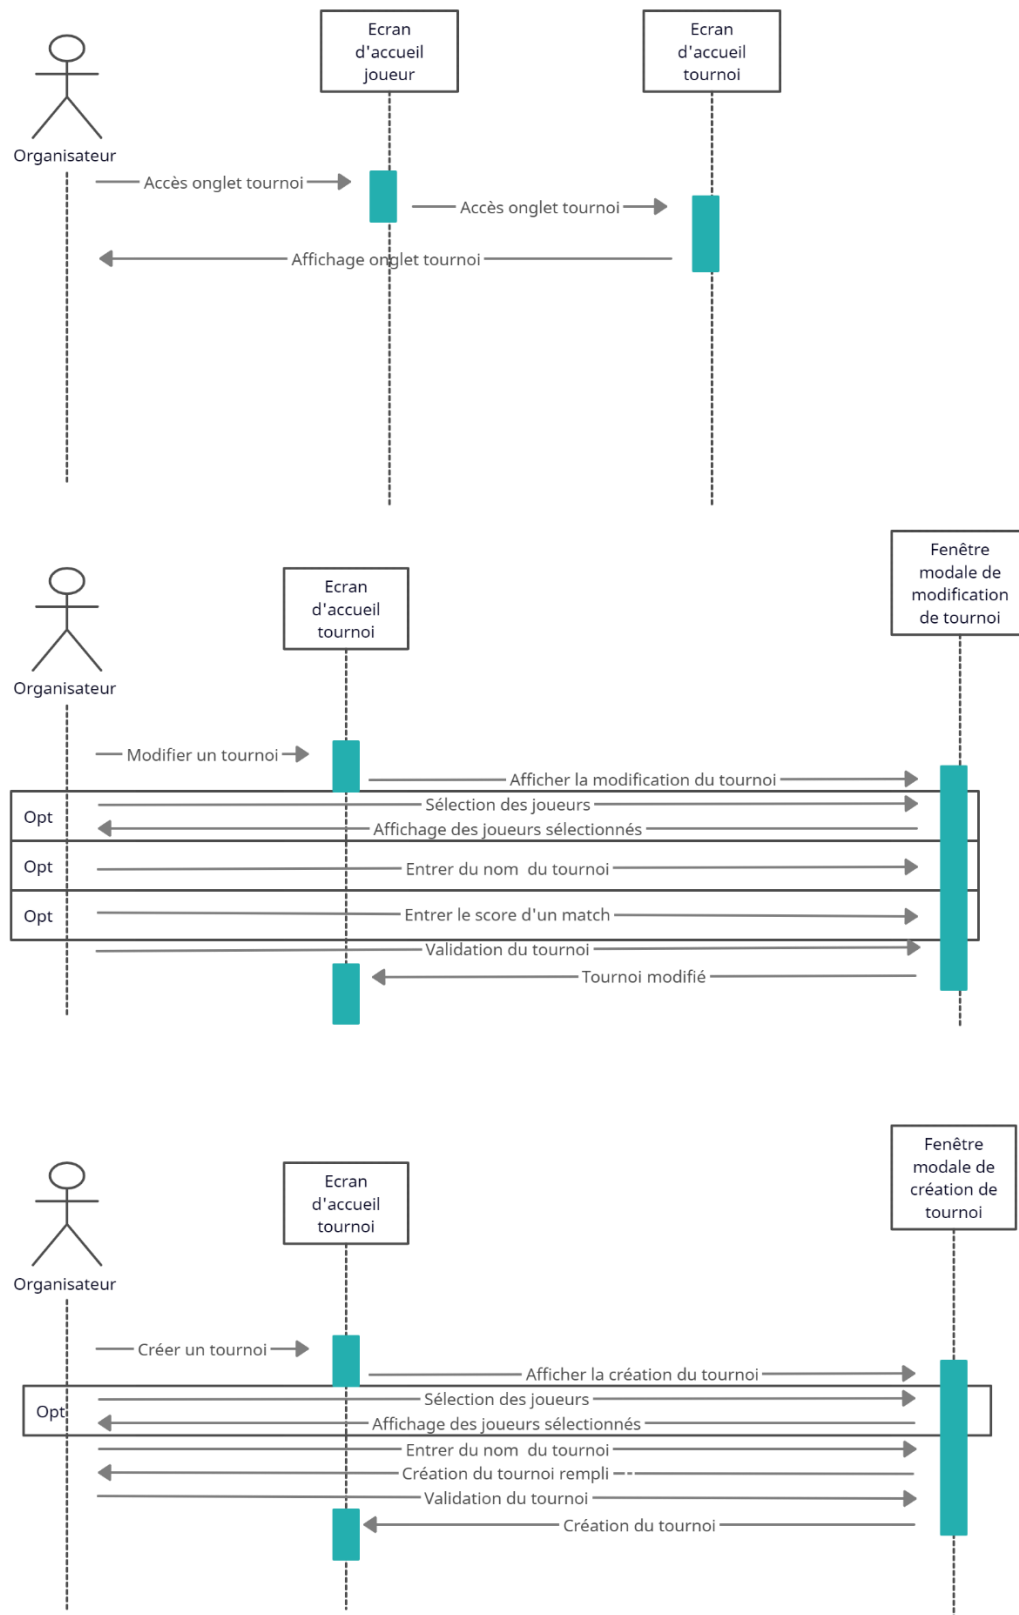 Ecran
d'accueil
joueur
Ecran
d'accueil
tournoi
Organisateur
Accès onglet tournoi
Accès onglet tournoi
Affichage onglet tournoi
Fenêtre
modale de
modification
de tournoi
Ecran
d'accueil
tournoi
Organisateur
Modifier un tournoi
Afficher la modification du tournoi
Opt
Sélection des joueurs
Affichage des joueurs sélectionnés
Opt
Entrer du nom  du tournoi
Opt
Entrer le score d'un match
Validation du tournoi
Tournoi modifié
Fenêtre
modale de
création de
tournoi
Ecran
d'accueil
tournoi
Organisateur
Créer un tournoi
Afficher la création du tournoi
Opt
Sélection des joueurs
Affichage des joueurs sélectionnés
Entrer du nom  du tournoi
Création du tournoi rempli
Validation du tournoi
Création du tournoi